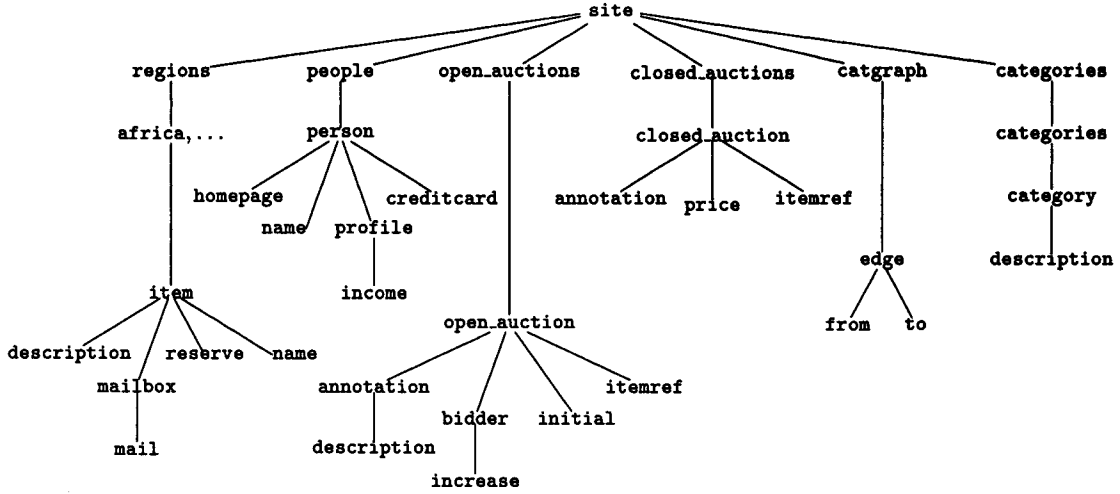 site
regions people open_auctions closed_auctions catgraph categories
africa,... person closed_auction categories
homepage creditcard annotation price itemref category
name profile
edge description
item income
open_auction from to
description reserve name
mailbox annotation itemref
bidder initial
mail description
increase